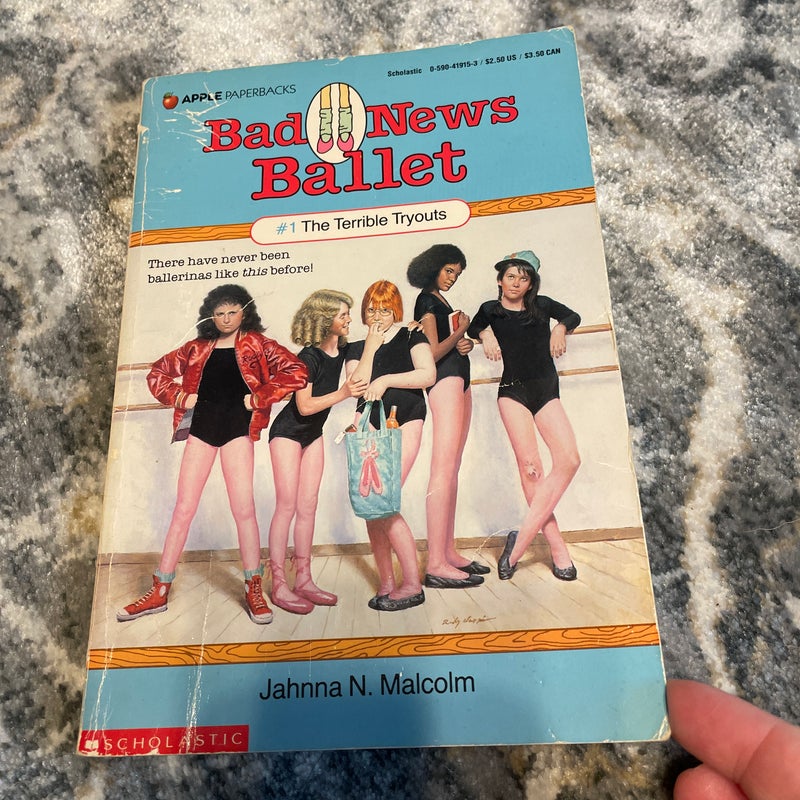 APPLE PAPERBACKS
Scholastic 0-590-41915-3 / $2.50 US / $3.50 CAN
Bad News
Ballet
#1 The Terrible Tryouts
There have never been
ballerinas like this before!
Jahnna N. Malcolm
SCHOLASTIC